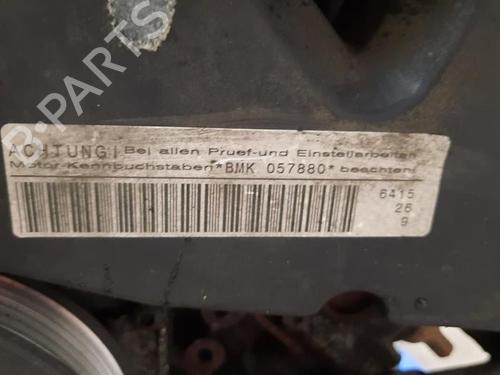 ACHTUNG! Bei allen Pruef-und Einstellarbeiten
Motor-Kennbuchstaben *BMK 057880* beachten!
6415
26
9
B-PARTS